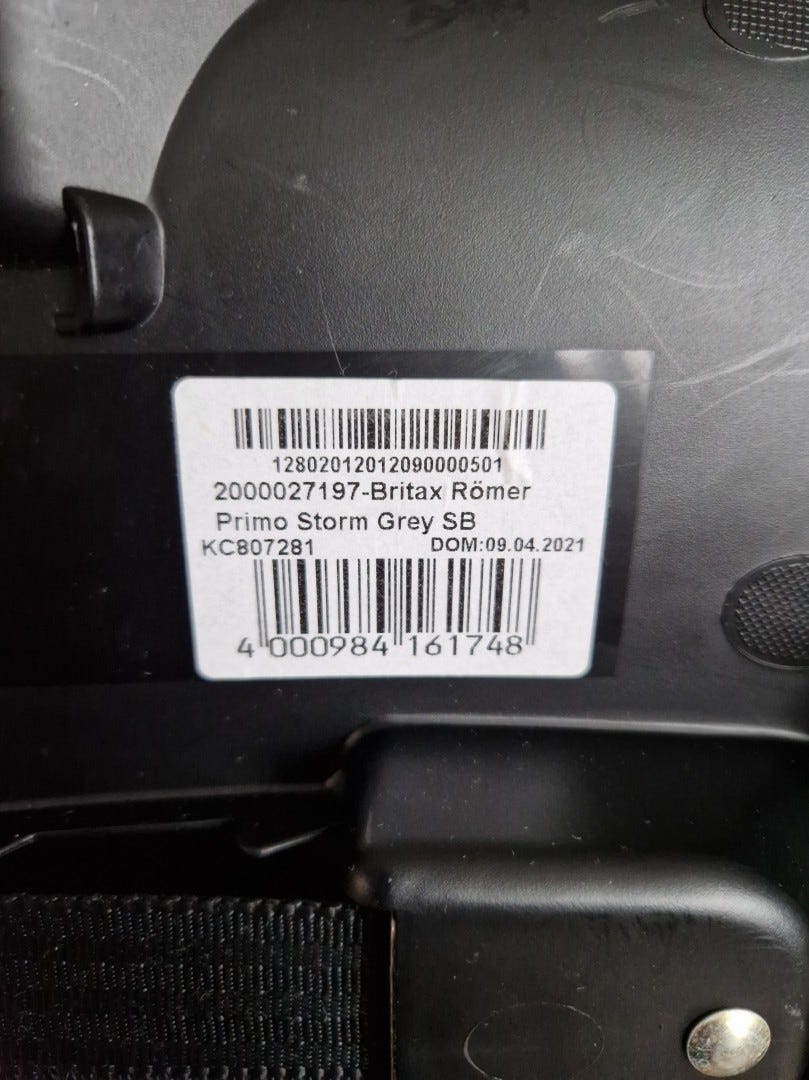 12802012012090000501
2000027197-Britax Römer
Primo Storm Grey SB
KC807281 DOM:09.04.2021
4 000984 161748